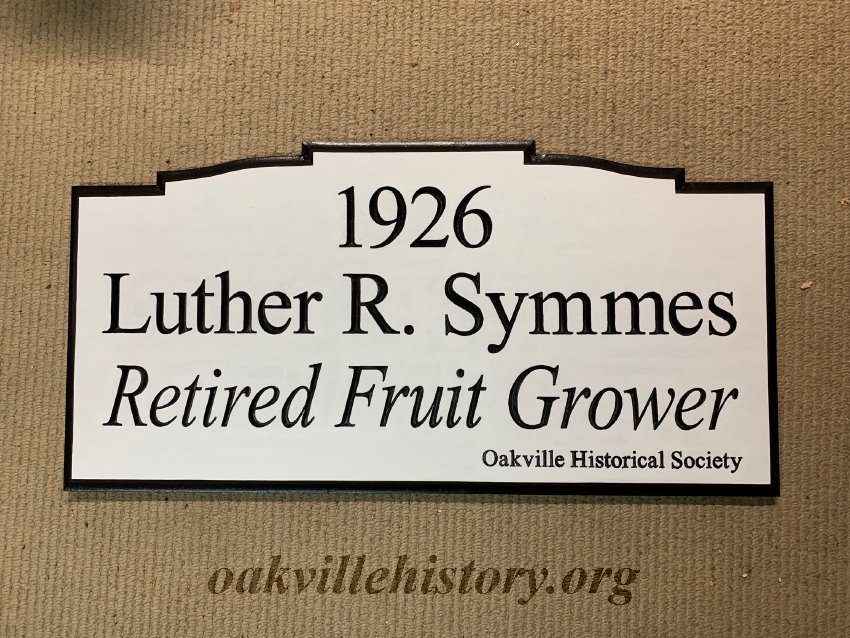 1926
Luther R. Symmes
Retired Fruit Grower
Oakville Historical Society
oakvillehistory.org